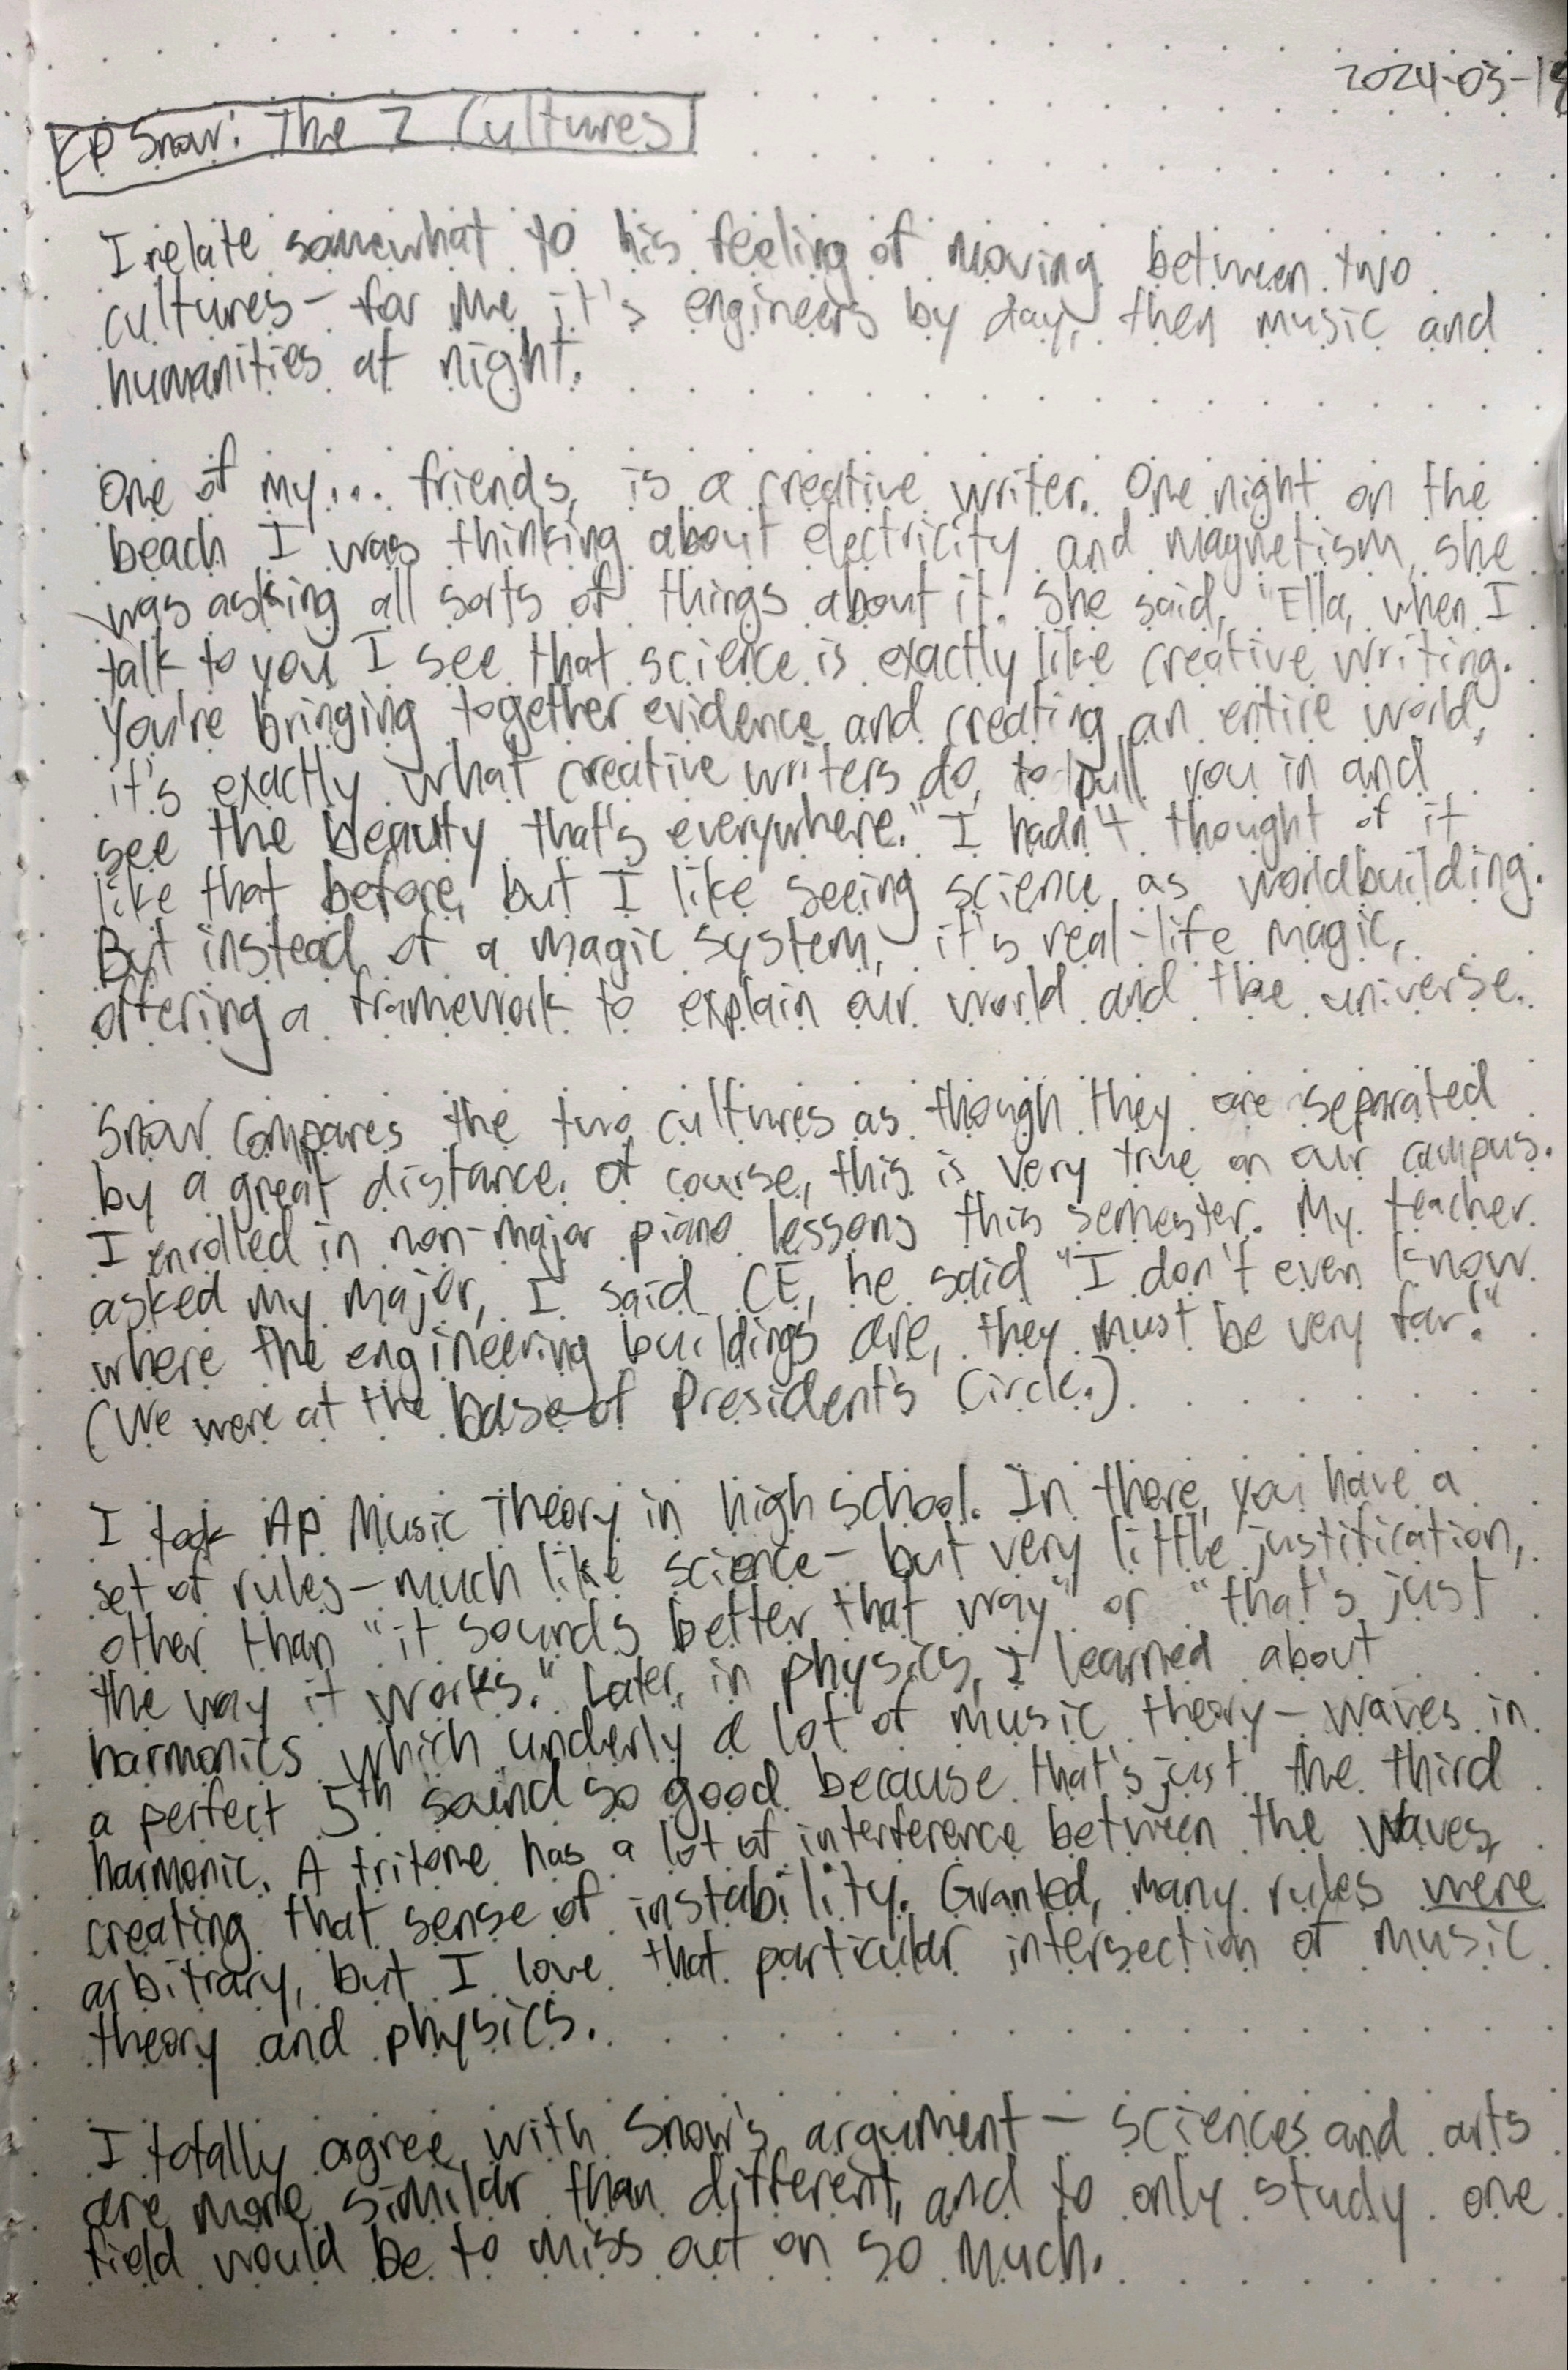 2024-03-18
CP Snow: The 2 Cultures
I relate somewhat to his feeling of moving between two
cultures – for me it's engineers by day, then music and
humanities at night.
One of my... friends, is a creative writer. One night on the
beach I was thinking about electricity and magnetism, she
was asking all sorts of things about it. She said, "Ella, when I
talk to you I see that science is exactly like creative writing.
You're bringing together evidence and creating an entire world,
it's exactly what creative writers do, to pull you in and
see the beauty that's everywhere." I hadn't thought of it
like that before, but I like seeing science as worldbuilding.
But instead of a magic system, it's real-life magic,
offering a framework to explain our world and the universe.
Snow compares the two cultures as though they are separated
by a great distance. Of course, this is very true on our campus.
I enrolled in non-major piano lessons this semester. My teacher
asked my major, I said CE, he said "I don't even know
where the engineering buildings are, they must be very far!"
(We were at the base of President's Circle.)
I took AP Music Theory in high school. In there, you have a
set of rules – much like science – but very little justification,
other than "it sounds better that way" or "that's just
the way it works." Later, in physics, I learned about
harmonics which underly a lot of music theory – waves in
a perfect 5th sound so good because that's just the third
harmonic. A tritone has a lot of interference between the waves,
creating that sense of instability. Granted, many rules were
arbitrary, but I love that particular intersection of music
theory and physics.
I totally agree with Snow's argument – sciences and arts
are more similar than different, and to only study one
field would be to miss out on so much.